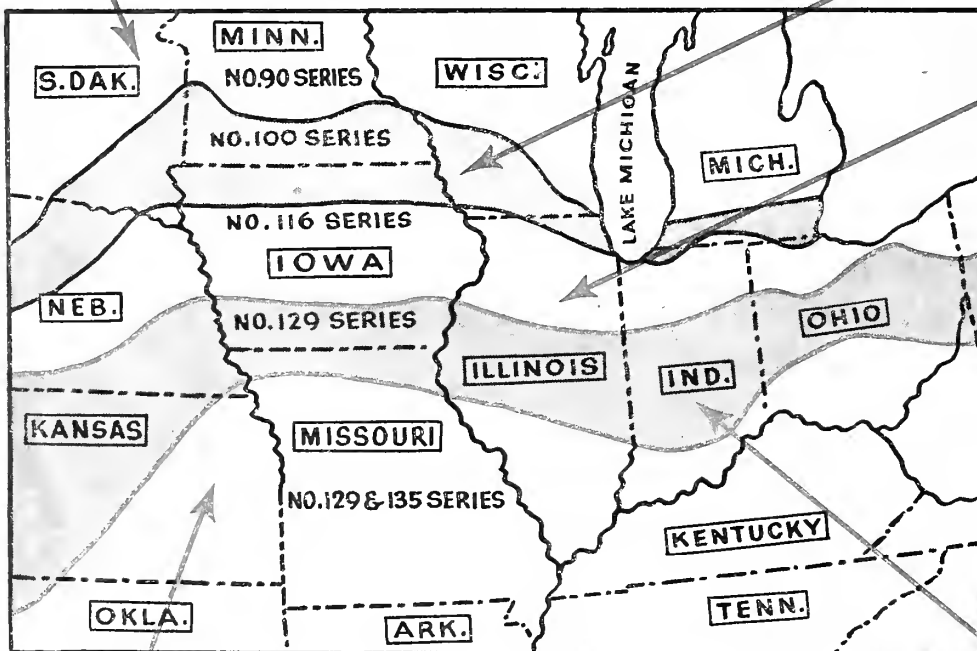 MINN.
NO.90 SERIES
S.DAK.
WISC.
NO.100 SERIES
LAKE MICHIGAN
MICH.
NO.116 SERIES
IOWA
NEB.
NO.129 SERIES
OHIO
ILLINOIS
IND.
KANSAS
MISSOURI
NO.129 & 135 SERIES
KENTUCKY
OKLA.
ARK.
TENN.